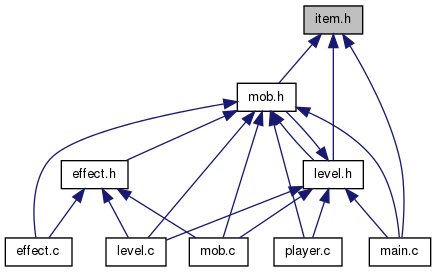 item.h
mob.h
effect.h
level.h
effect.c
level.c
mob.c
player.c
main.c